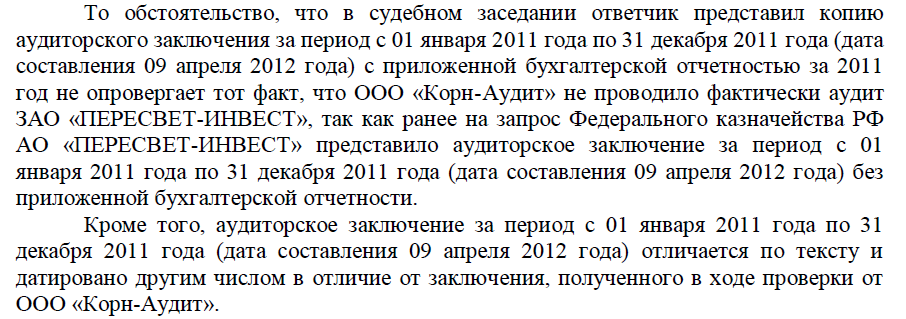 То обстоятельство, что в судебном заседании ответчик представил копию
аудиторского заключения за период с 01 января 2011 года по 31 декабря 2011 года (дата
составления 09 апреля 2012 года) с приложенной бухгалтерской отчетностью за 2011
год не опровергает тот факт, что ООО «Корн-Аудит» не проводило фактически аудит
ЗАО «ПЕРЕСВЕТ-ИНВЕСТ», так как ранее на запрос Федерального казначейства РФ
АО «ПЕРЕСВЕТ-ИНВЕСТ» представило аудиторское заключение за период с 01
января 2011 года по 31 декабря 2011 года (дата составления 09 апреля 2012 года) без
приложенной бухгалтерской отчетности.
Кроме того, аудиторское заключение за период с 01 января 2011 года по 31
декабря 2011 года (дата составления 09 апреля 2012 года) отличается по тексту и
датировано другим числом в отличие от заключения, полученного в ходе проверки от
ООО «Корн-Аудит».